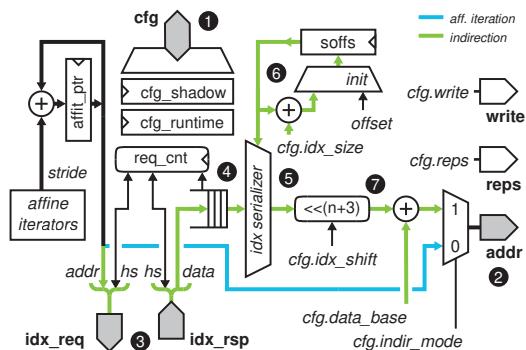 cfg
1
cfg_shadow
cfg_runtime
req_cnt
affit_ptr
stride
affine
iterators
soffs
init
6
offset
cfg.idx_size
aff. iteration
indirection
cfg.write
write
cfg.reps
reps
4
idx serializer
5
<<(n+3)
7
cfg.idx_shift
1
0
addr
2
addr
hs
hs
data
cfg.data_base
cfg.indir_mode
idx_req
3
idx_rsp